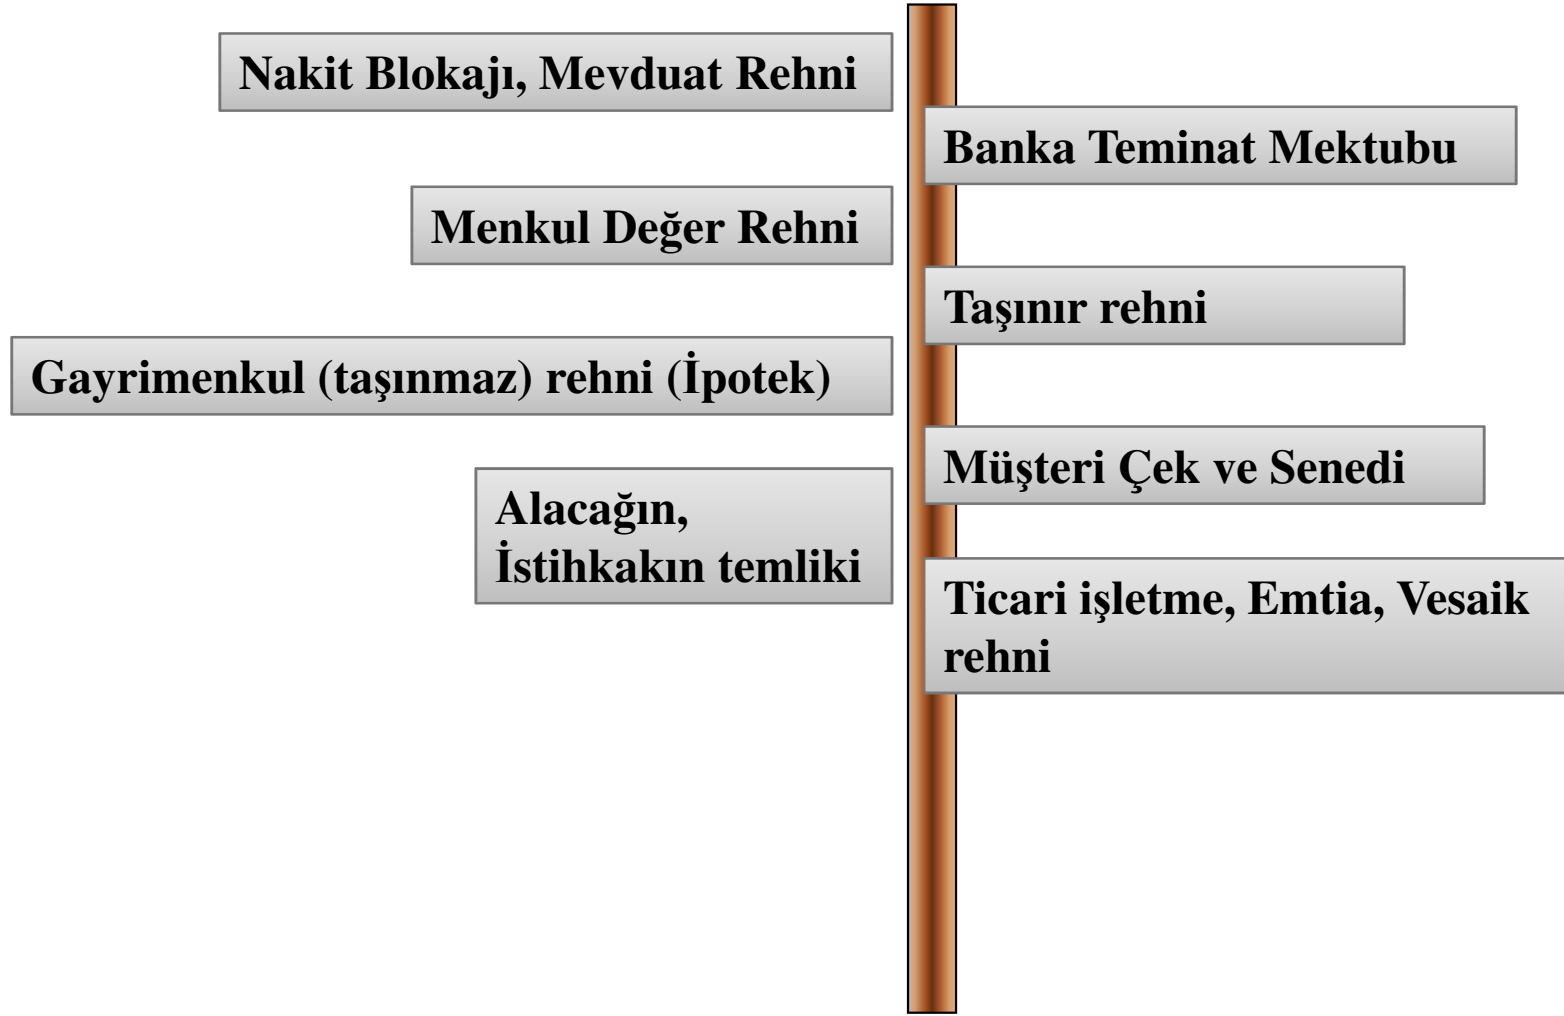 Nakit Blokajı, Mevduat Rehni
Banka Teminat Mektubu
Menkul Değer Rehni
Taşınır rehni
Gayrimenkul (taşınmaz) rehni (İpotek)
Müşteri Çek ve Senedi
Alacağın,
İstihkakın temliki
Ticari işletme, Emtia, Vesaik
rehni